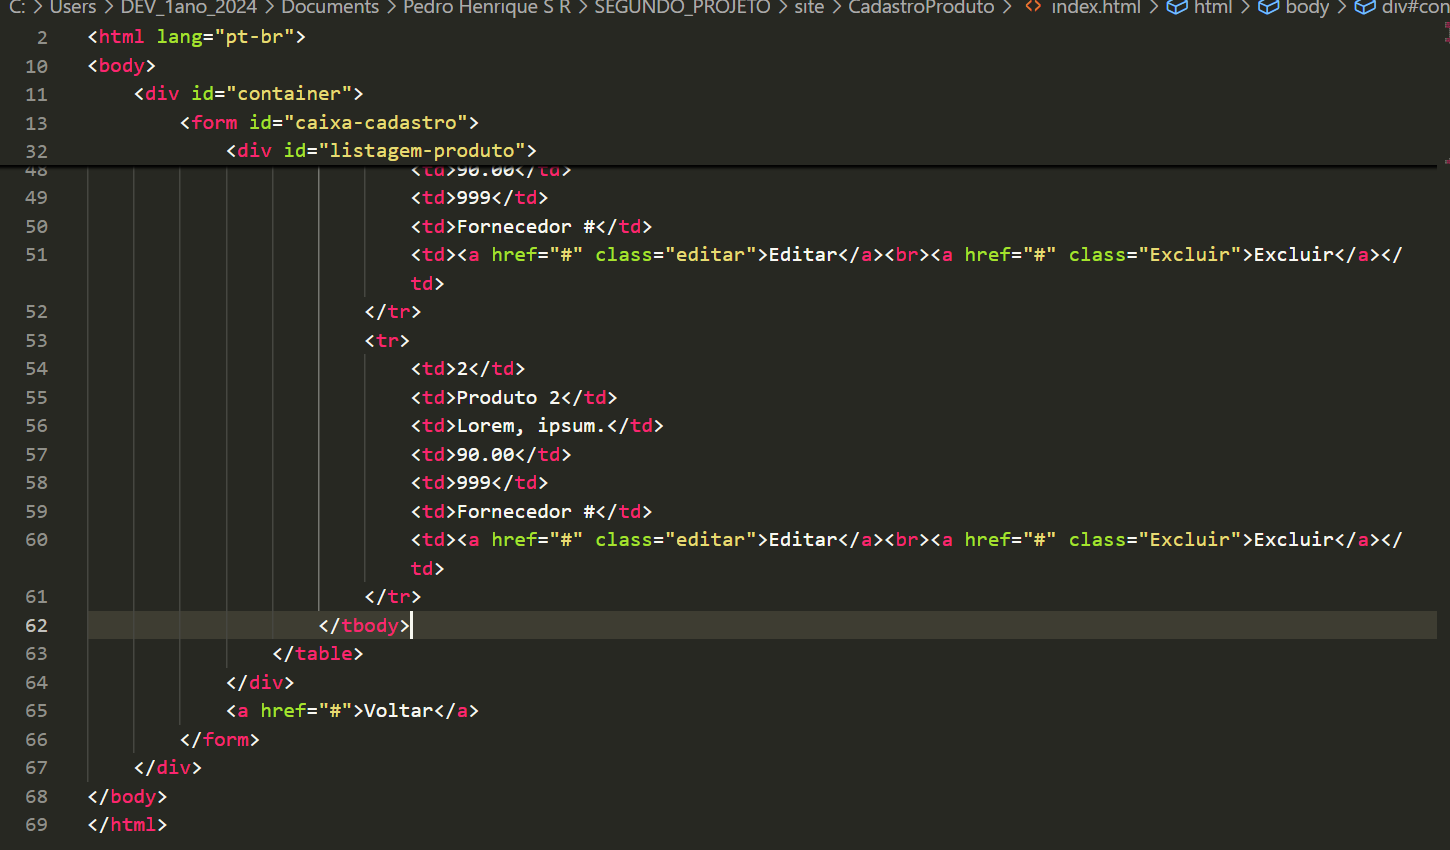 C: > Users > DEV_1ano_2024 > Documents > Pedro Henrique S R > SEGUNDO_PROJETO > site > CadastroProduto > <> index.html > html > body > div#con
2 <html lang="pt-br">
10 <body>
11 <div id="container">
13 <form id="caixa-cadastro">
32 <div id="listagem-produto">
48 <td>90.00</td>
49 <td>999</td>
50 <td>Fornecedor #</td>
51 <td><a href="#" class="editar">Editar</a><br><a href="#" class="Excluir">Excluir</a></
td>
52 </tr>
53 <tr>
54 <td>2</td>
55 <td>Produto 2</td>
56 <td>Lorem, ipsum.</td>
57 <td>90.00</td>
58 <td>999</td>
59 <td>Fornecedor #</td>
60 <td><a href="#" class="editar">Editar</a><br><a href="#" class="Excluir">Excluir</a></
td>
61 </tr>
62 </tbody>
63 </table>
64 </div>
65 <a href="#">Voltar</a>
66 </form>
67 </div>
68 </body>
69 </html>